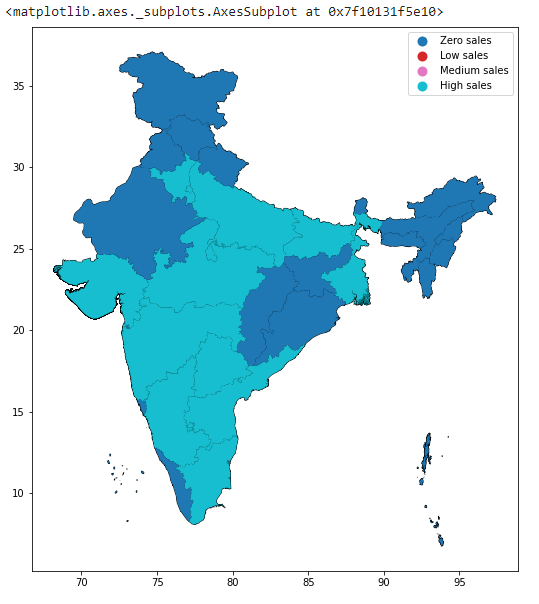 <matplotlib.axes._subplots.AxesSubplot at 0x7f10131f5e10>
Zero sales
Low sales
Medium sales
High sales
35
30
25
20
15
10
70
75
80
85
90
95